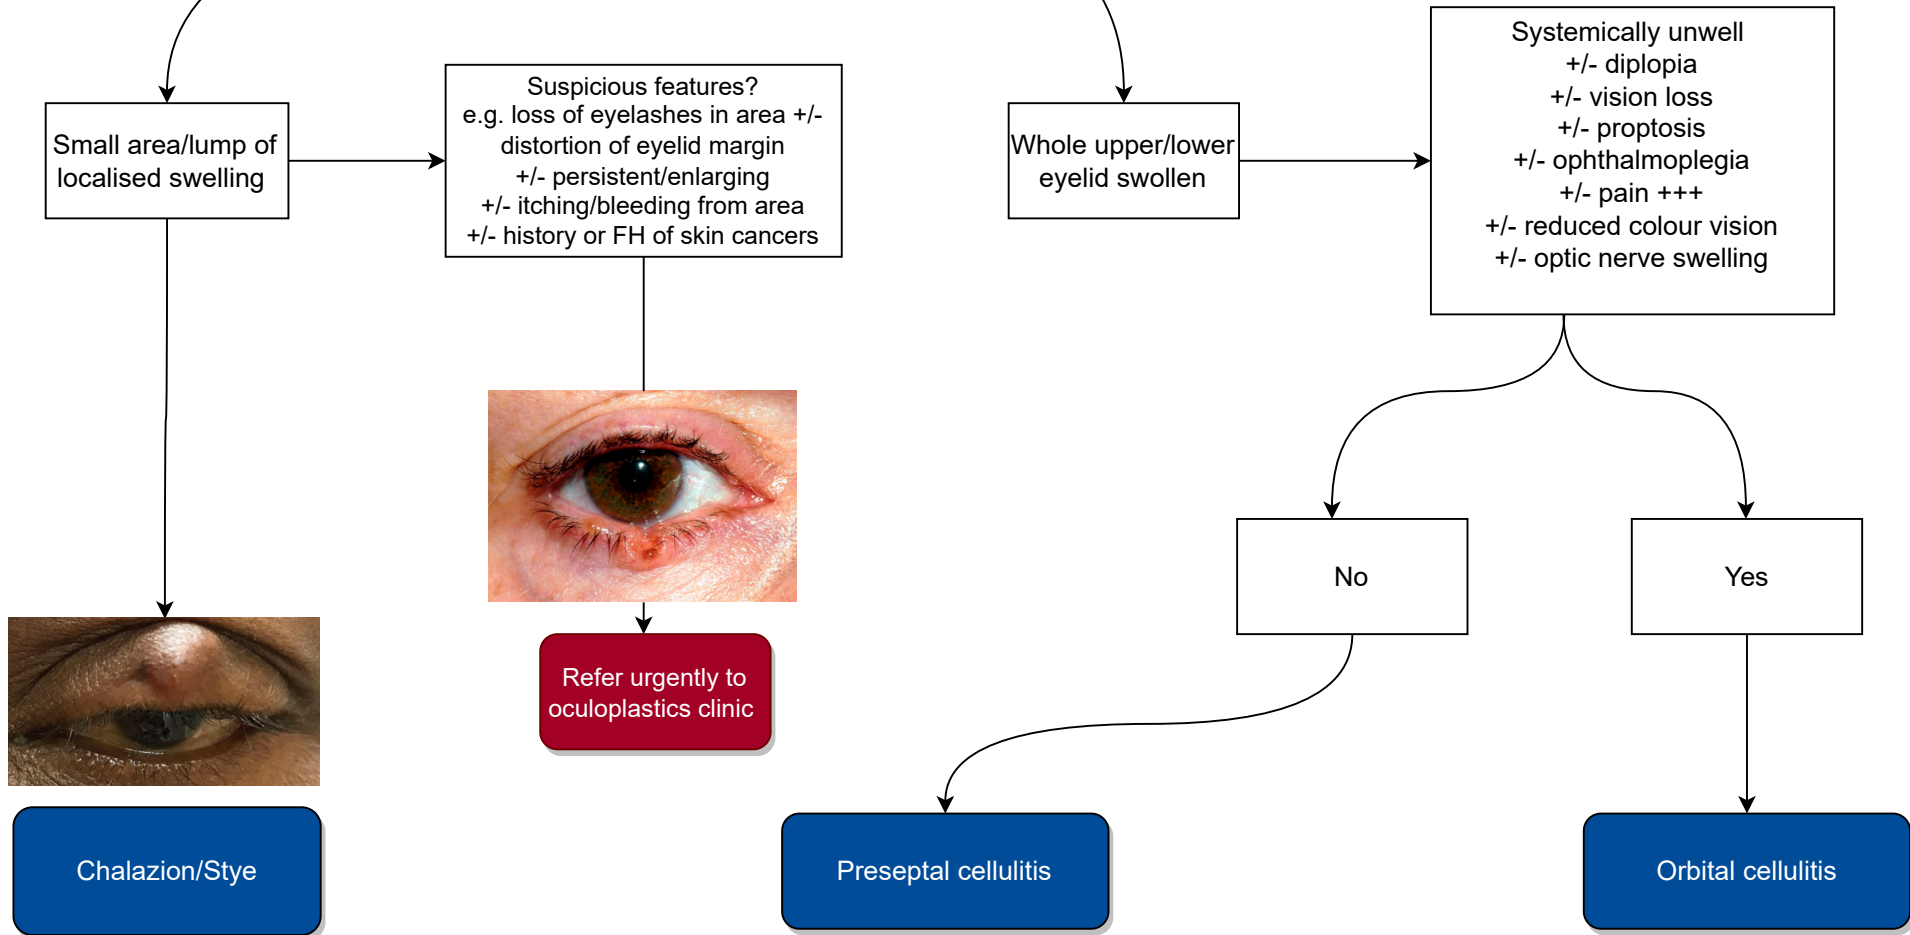 Small area/lump of
localised swelling
Suspicious features?
e.g. loss of eyelashes in area +/-
distortion of eyelid margin
+/- persistent/enlarging
+/- itching/bleeding from area
+/- history or FH of skin cancers
Refer urgently to
oculoplastics clinic
Chalazion/Stye
Whole upper/lower
eyelid swollen
Systemically unwell
+/- diplopia
+/- vision loss
+/- proptosis
+/- ophthalmoplegia
+/- pain +++
+/- reduced colour vision
+/- optic nerve swelling
No
Yes
Preseptal cellulitis
Orbital cellulitis